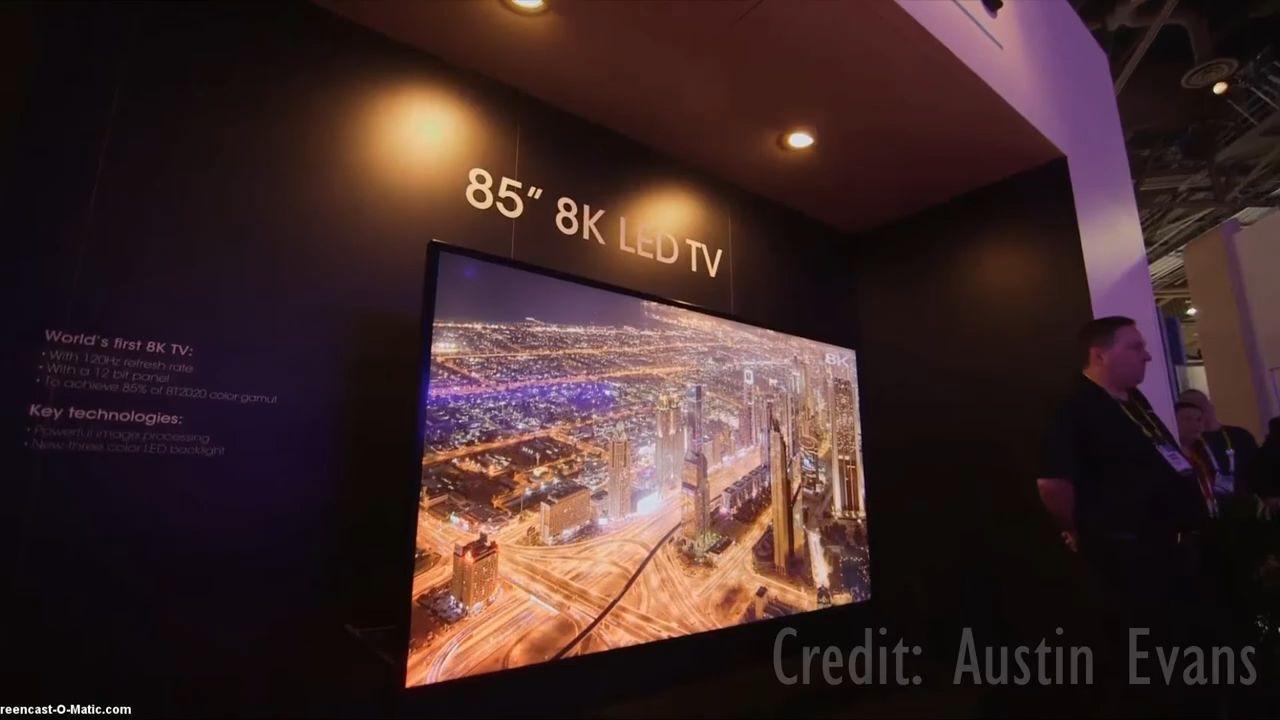 85” 8K LED TV
8K
World's first 8K TV:
• With 120Hz refresh rate
• With a 12 bit panel
• To achieve 85% of BT2020 color gamut
Key technologies:
• Powerful image processing
• New three color LED backlight
Credit: Austin Evans
reencast-O-Matic.com